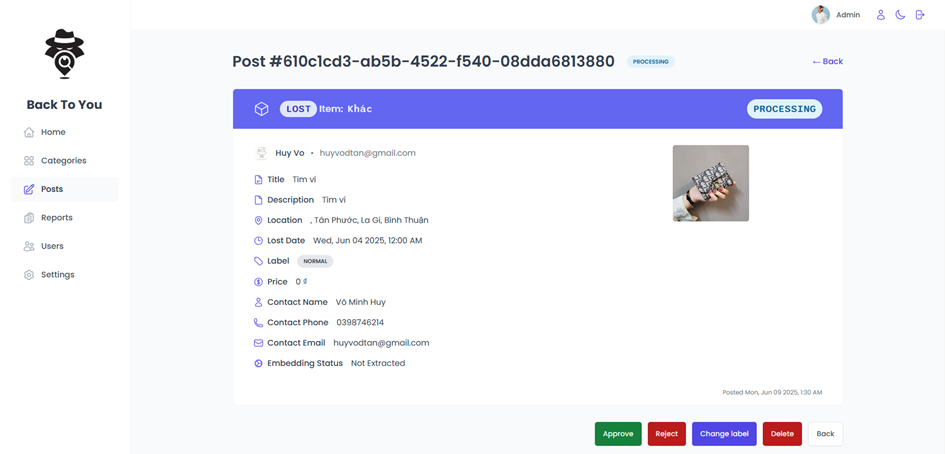 Admin
Back To You
Home
Categories
Posts
Reports
Users
Settings
Post #610c1cd3-ab5b-4522-f540-08dda6813880 PROCESSING ← Back
LOST Item: Khác PROCESSING
Huy Vo • huyvodtan@gmail.com
Title Tìm ví
Description Tìm ví
Location , Tân Phước, La Gi, Bình Thuận
Lost Date Wed, Jun 04 2025, 12:00 AM
Label NORMAL
Price 0 ₫
Contact Name Võ Minh Huy
Contact Phone 0398746214
Contact Email huyvodtan@gmail.com
Embedding Status Not Extracted
Posted Mon, Jun 09 2025, 1:30 AM
Approve Reject Change label Delete Back